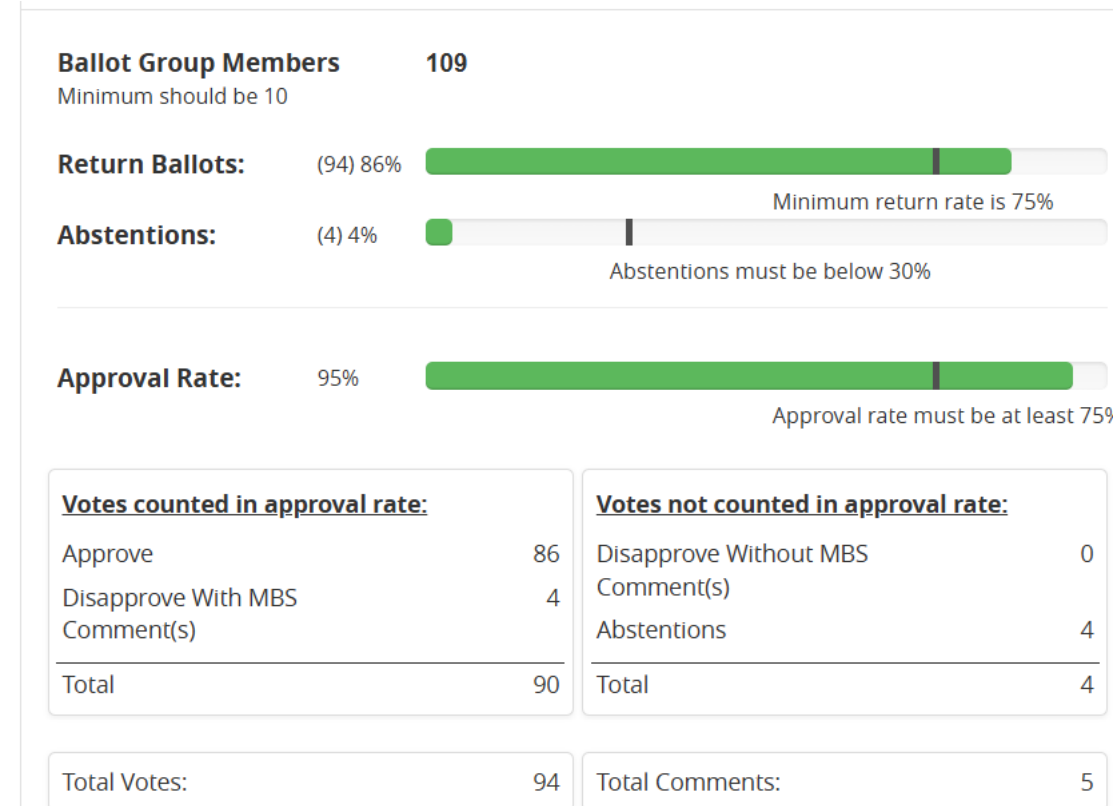 Ballot Group Members 109
Minimum should be 10
Return Ballots: (94) 86%
Minimum return rate is 75%
Abstentions: (4) 4%
Abstentions must be below 30%
Approval Rate: 95%
Approval rate must be at least 75%
Votes counted in approval rate:
Approve 86
Disapprove With MBS 4
Comment(s)
Total 90
Votes not counted in approval rate:
Disapprove Without MBS 0
Comment(s)
Abstentions 4
Total 4
Total Votes: 94
Total Comments: 5